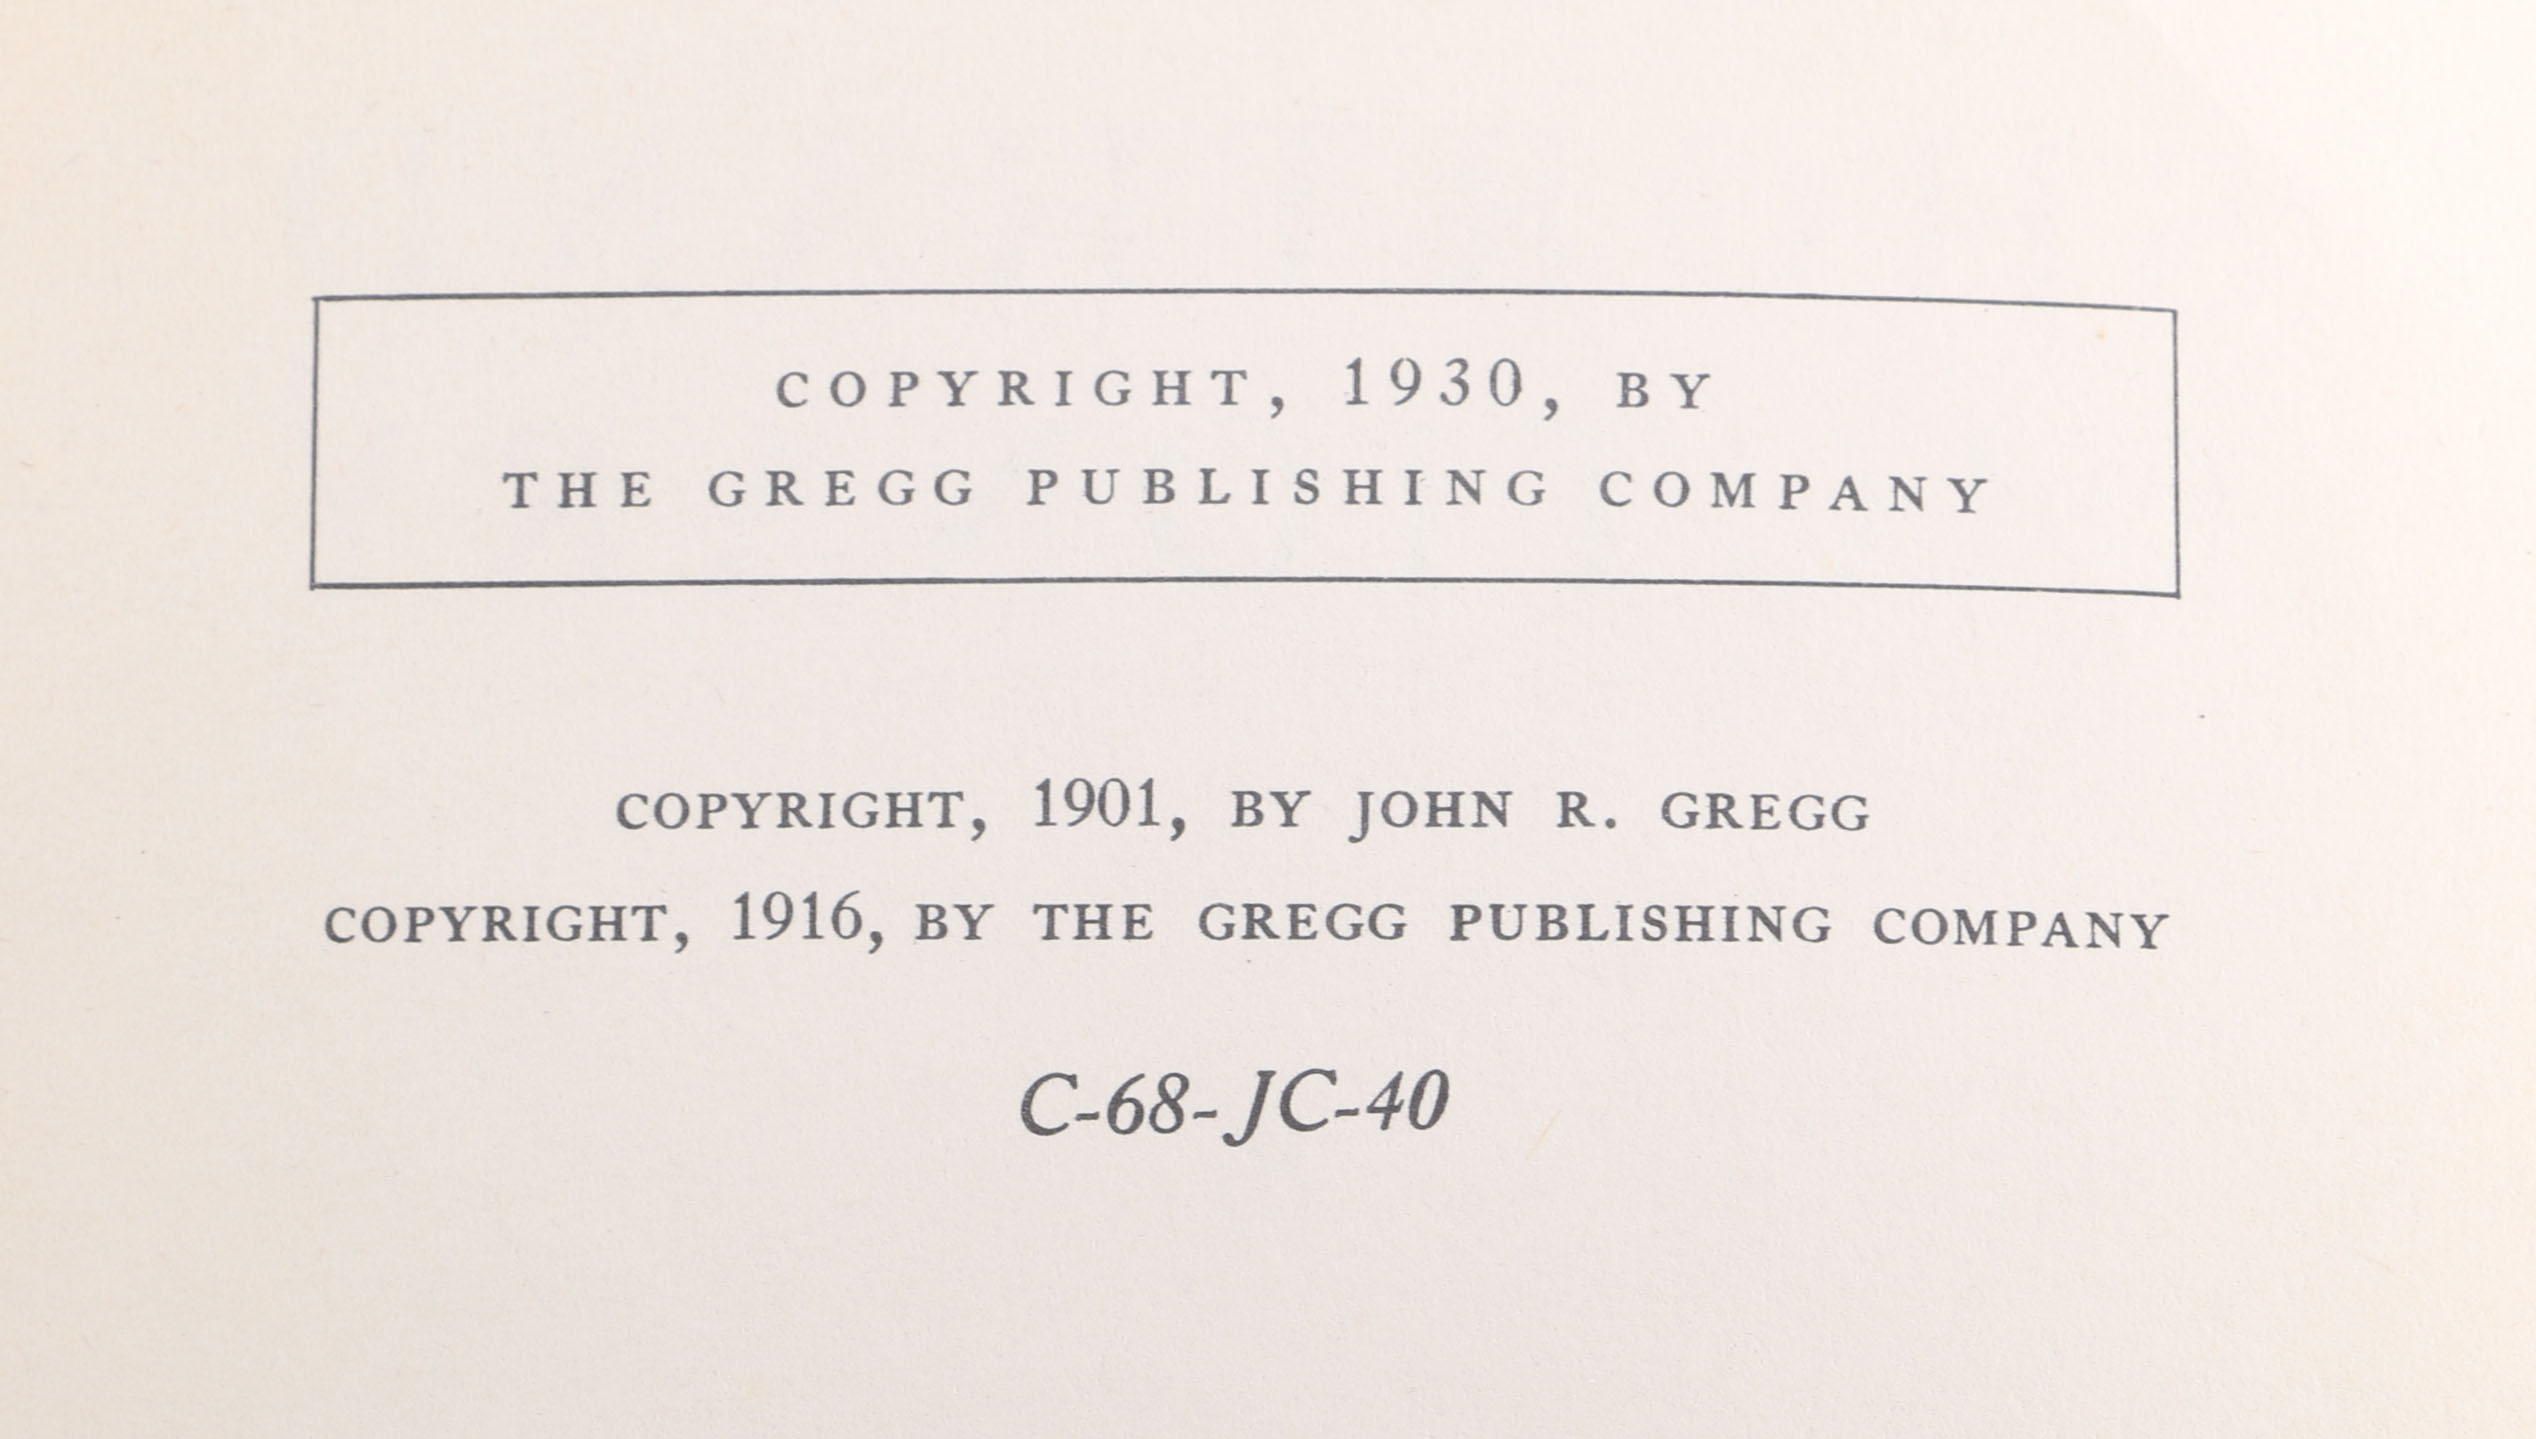 COPYRIGHT, 1930, BY
THE GREGG PUBLISHING COMPANY
COPYRIGHT, 1901, BY JOHN R. GREGG
COPYRIGHT, 1916, BY THE GREGG PUBLISHING COMPANY
C-68-JC-40